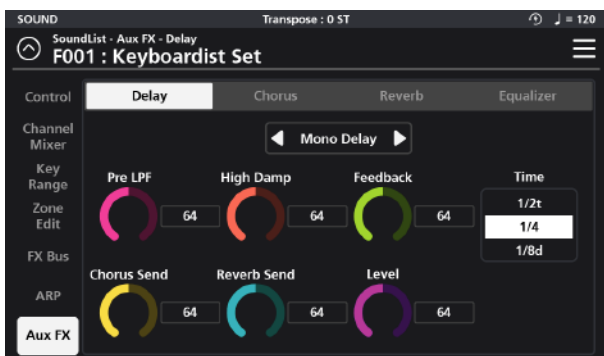 SOUND Transpose : 0 ST ♩ = 120
SoundList - Aux FX - Delay
F001 : Keyboardist Set
Control Delay Chorus Reverb Equalizer
Channel
Mixer
Mono Delay
Key
Range
Pre LPF High Damp Feedback Time
Zone
Edit
64 64 64
1/2t
1/4
1/8d
FX Bus
Chorus Send Reverb Send Level
ARP
64 64 64
Aux FX